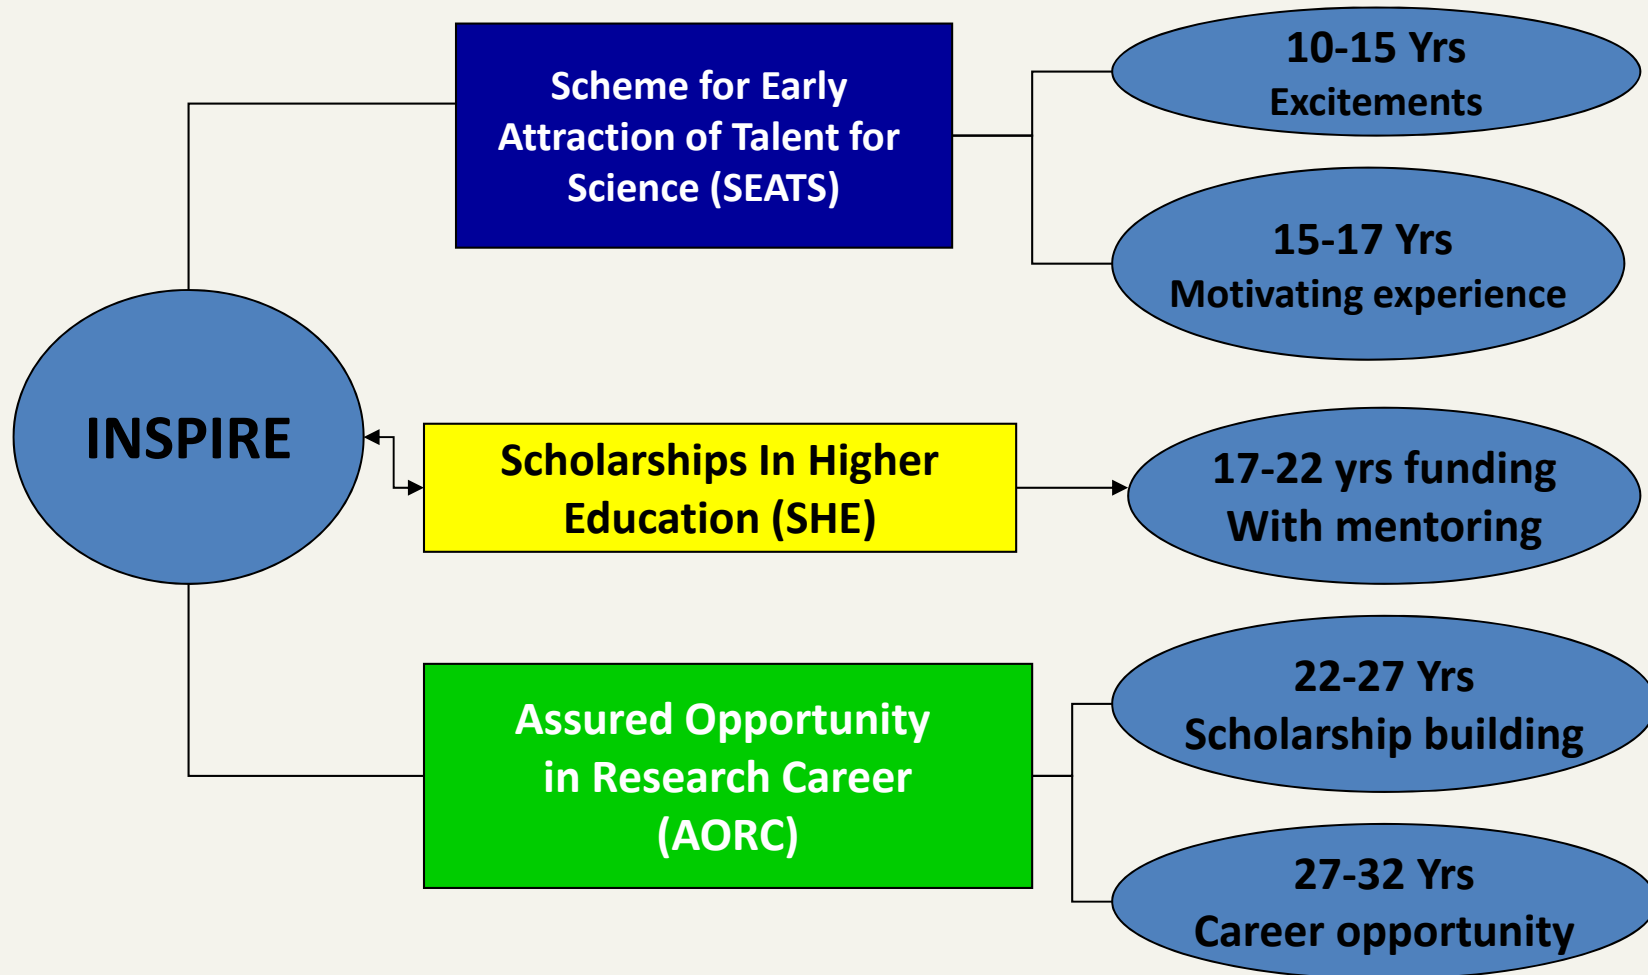 INSPIRE
Scheme for Early
Attraction of Talent for
Science (SEATS)
10-15 Yrs
Excitements
15-17 Yrs
Motivating experience
Scholarships In Higher
Education (SHE)
17-22 yrs funding
With mentoring
Assured Opportunity
in Research Career
(AORC)
22-27 Yrs
Scholarship building
27-32 Yrs
Career opportunity